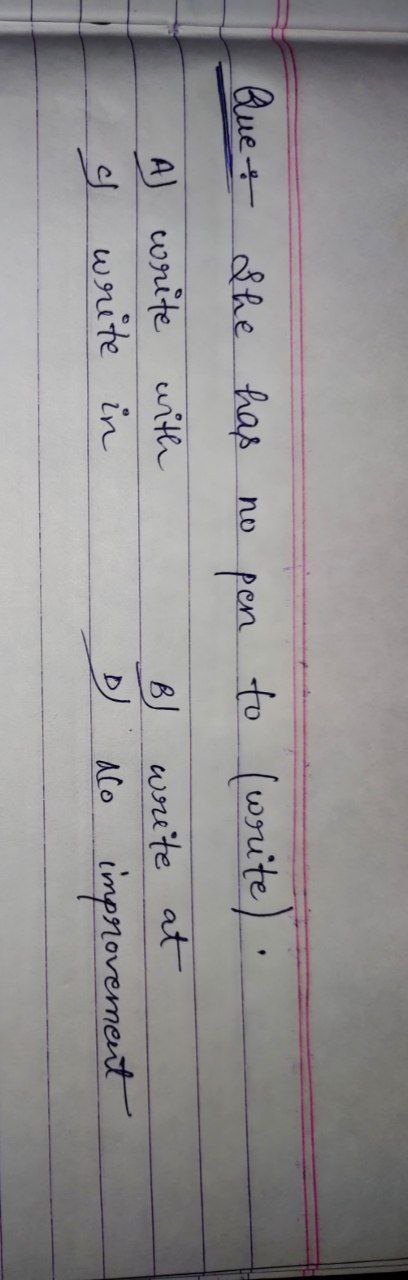 Que:- She has no pen to (write).
A) write with B) write at
C) write in D) No improvement